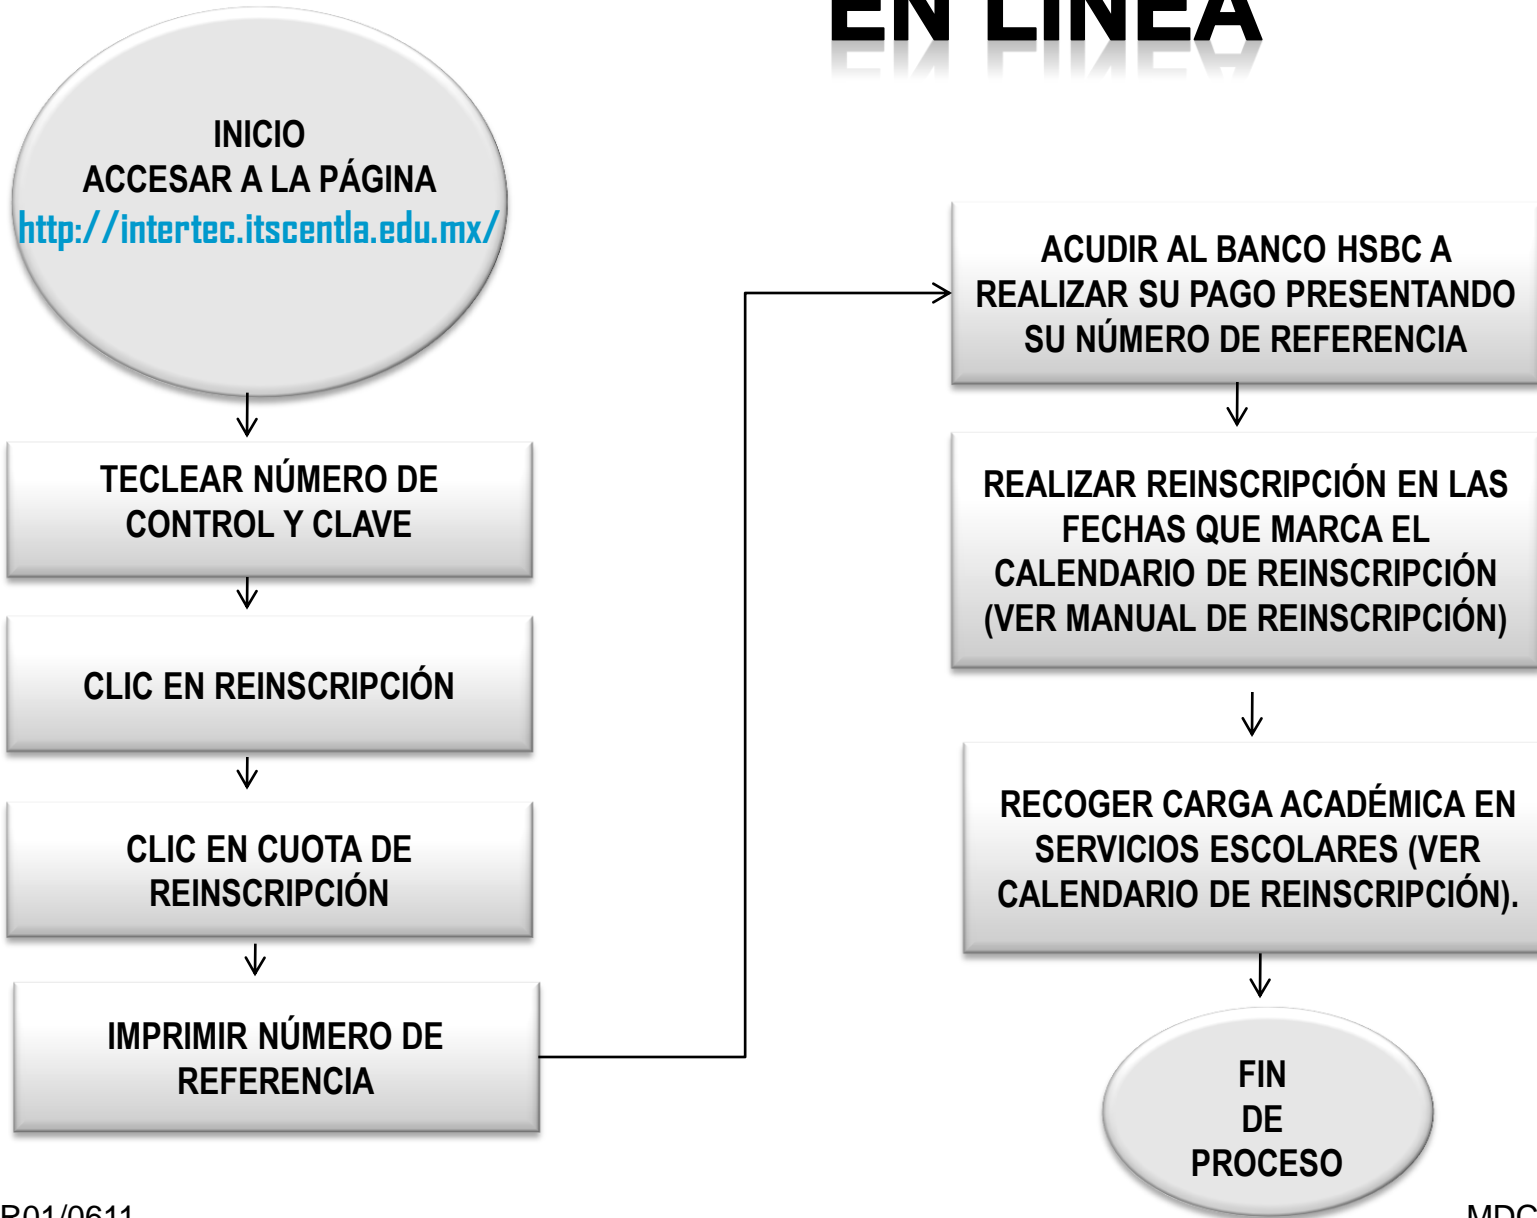 EN LÍNEA
INICIO
ACCESAR A LA PÁGINA
http://intertec.itscentla.edu.mx/
TECLEAR NÚMERO DE
CONTROL Y CLAVE
CLIC EN REINSCRIPCIÓN
CLIC EN CUOTA DE
REINSCRIPCIÓN
IMPRIMIR NÚMERO DE
REFERENCIA
ACUDIR AL BANCO HSBC A
REALIZAR SU PAGO PRESENTANDO
SU NÚMERO DE REFERENCIA
REALIZAR REINSCRIPCIÓN EN LAS
FECHAS QUE MARCA EL
CALENDARIO DE REINSCRIPCIÓN
(VER MANUAL DE REINSCRIPCIÓN)
RECOGER CARGA ACADÉMICA EN
SERVICIOS ESCOLARES (VER
CALENDARIO DE REINSCRIPCIÓN).
FIN
DE
PROCESO
R01/0611